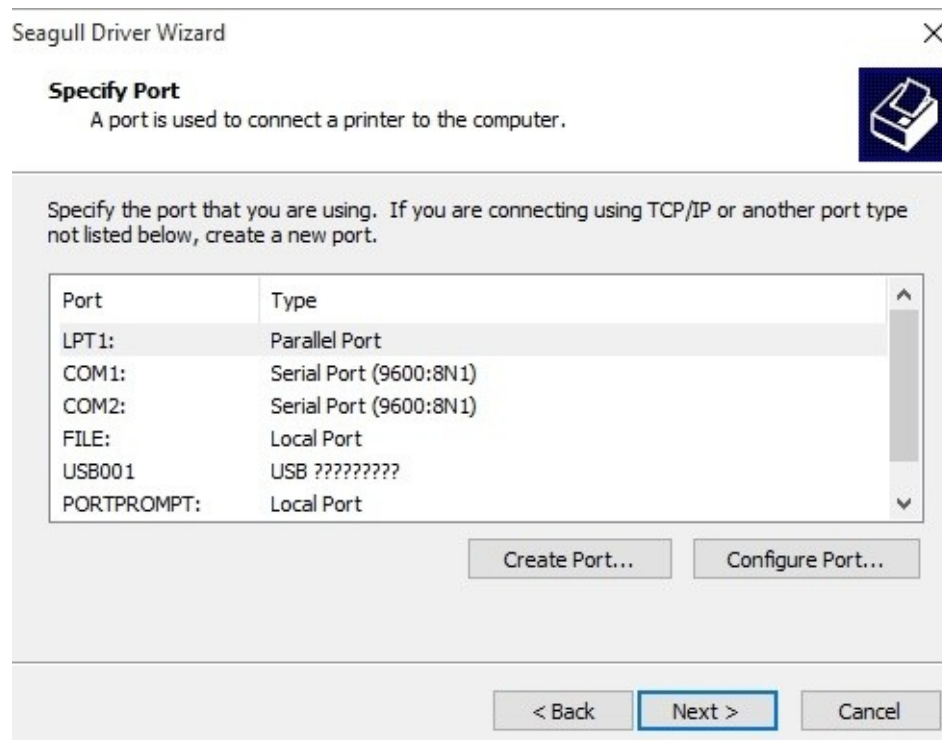 Seagull Driver Wizard
Specify Port
A port is used to connect a printer to the computer.
Specify the port that you are using.  If you are connecting using TCP/IP or another port type
not listed below, create a new port.
Port Type
LPT1: Parallel Port
COM1: Serial Port (9600:8N1)
COM2: Serial Port (9600:8N1)
FILE: Local Port
USB001 USB ?????????
PORTPROMPT: Local Port
Create Port... Configure Port...
< Back Next > Cancel